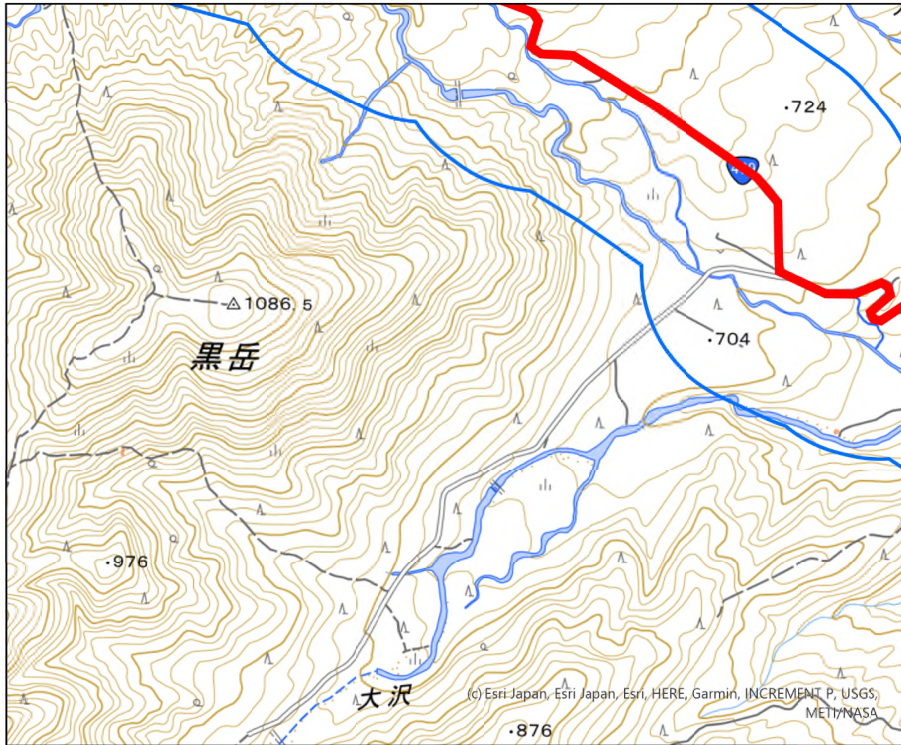 724
704
1086.5
黒岳
976
大沢
876
(c) Esri Japan, Esri Japan, Esri, HERE, Garmin, INCREMENT P, USGS,
METI/NASA